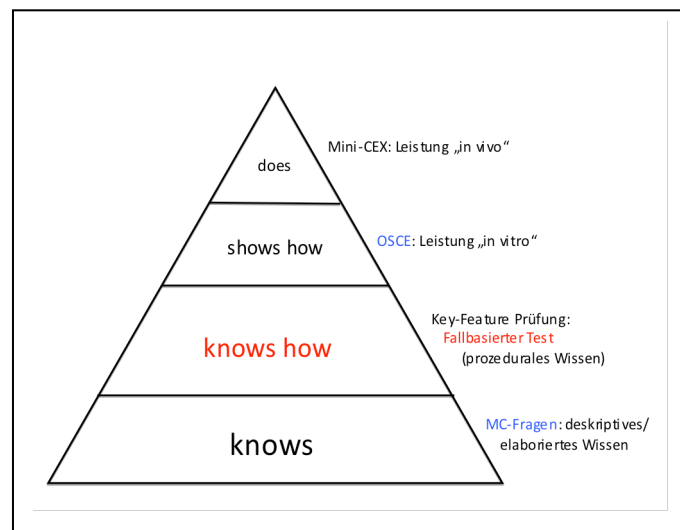 does
Mini-CEX: Leistung „in vivo“
shows how
OSCE: Leistung „in vitro“
knows how
Key-Feature Prüfung:
Fallbasierter Test
(prozedurales Wissen)
knows
MC-Fragen: deskriptives/
elaboriertes Wissen